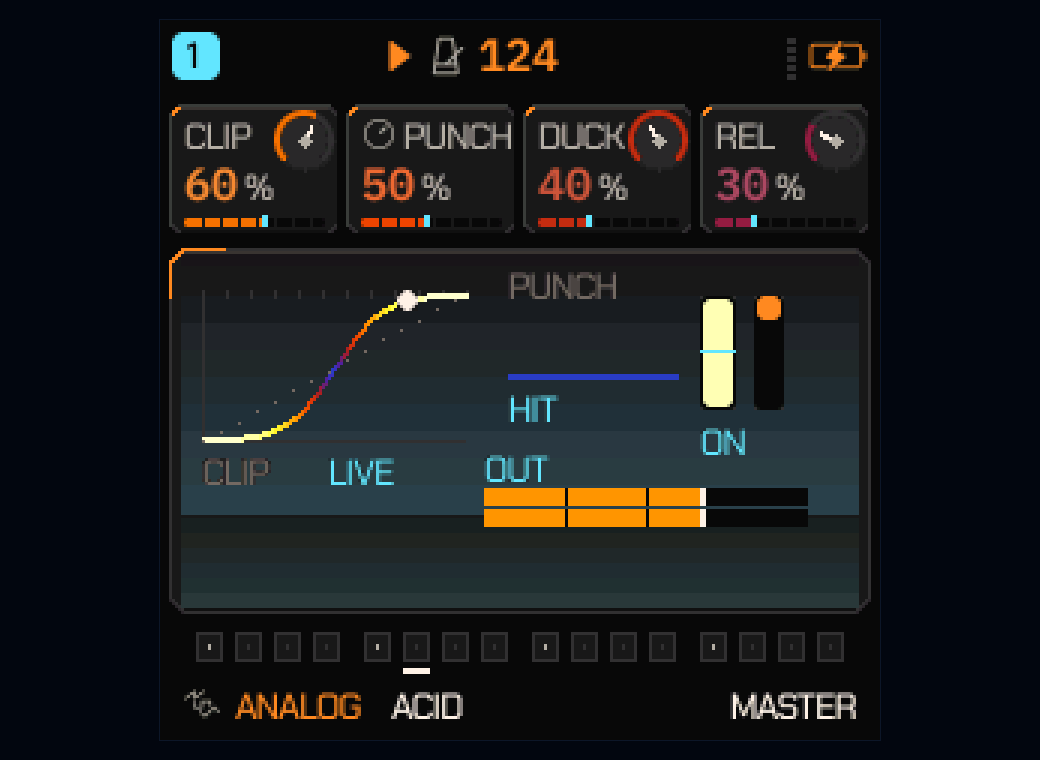 1 124
CLIP PUNCH DUCK REL
60% 50% 40% 30%
PUNCH
HIT
ON
CLIP LIVE OUT
ANALOG ACID MASTER